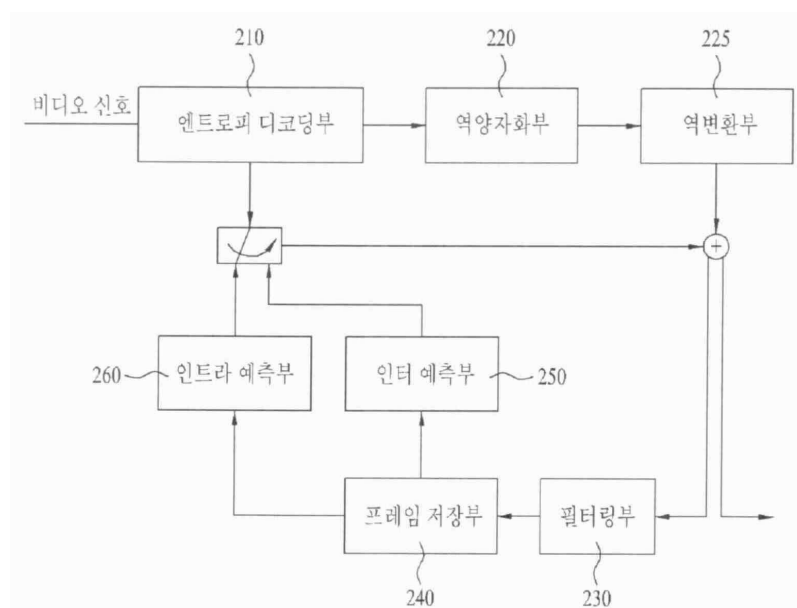 210
220
225
비디오 신호
엔트로피 디코딩부
역양자화부
역변환부
+
260
인트라 예측부
인터 예측부
250
프레임 저장부
필터링부
240
230